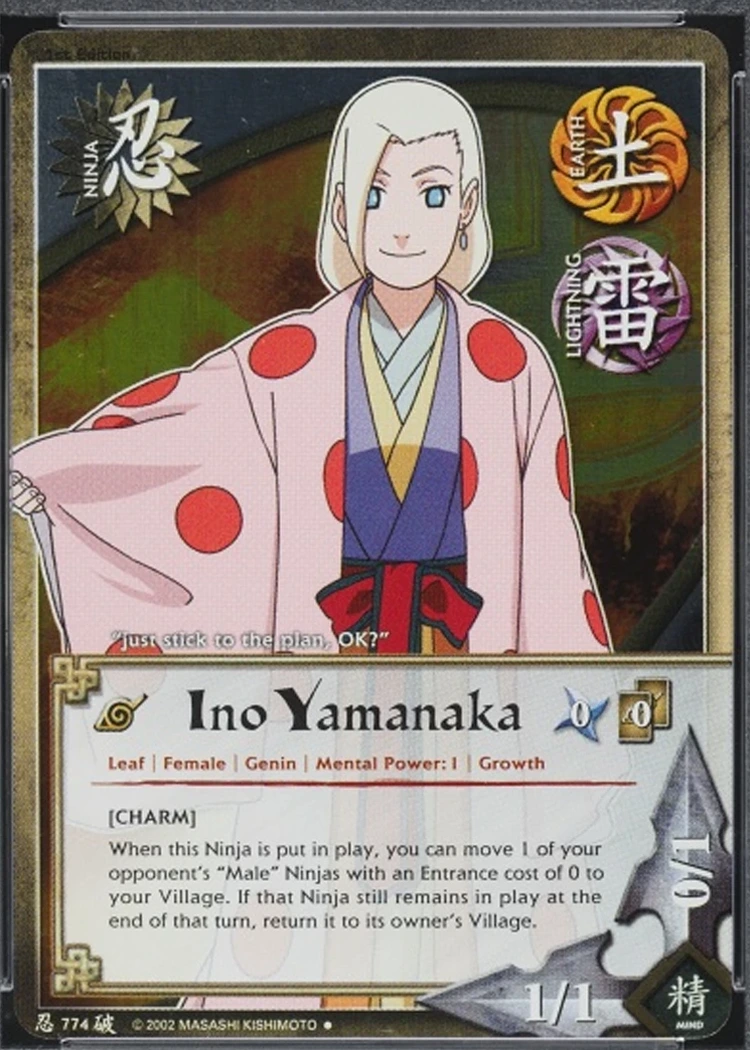 1st Edition
NINJA
忍
EARTH
土
LIGHTNING
雷
"Just stick to the plan, OK?"
Ino Yamanaka
0
0
Leaf | Female | Genin | Mental Power: 1 | Growth
[CHARM]
When this Ninja is put in play, you can move 1 of your
opponent's "Male" Ninjas with an Entrance cost of 0 to
your Village. If that Ninja still remains in play at the
end of that turn, return it to its owner's Village.
0/1
1/1
精
MIND
忍 774 破 © 2002 MASASHI KISHIMOTO ●